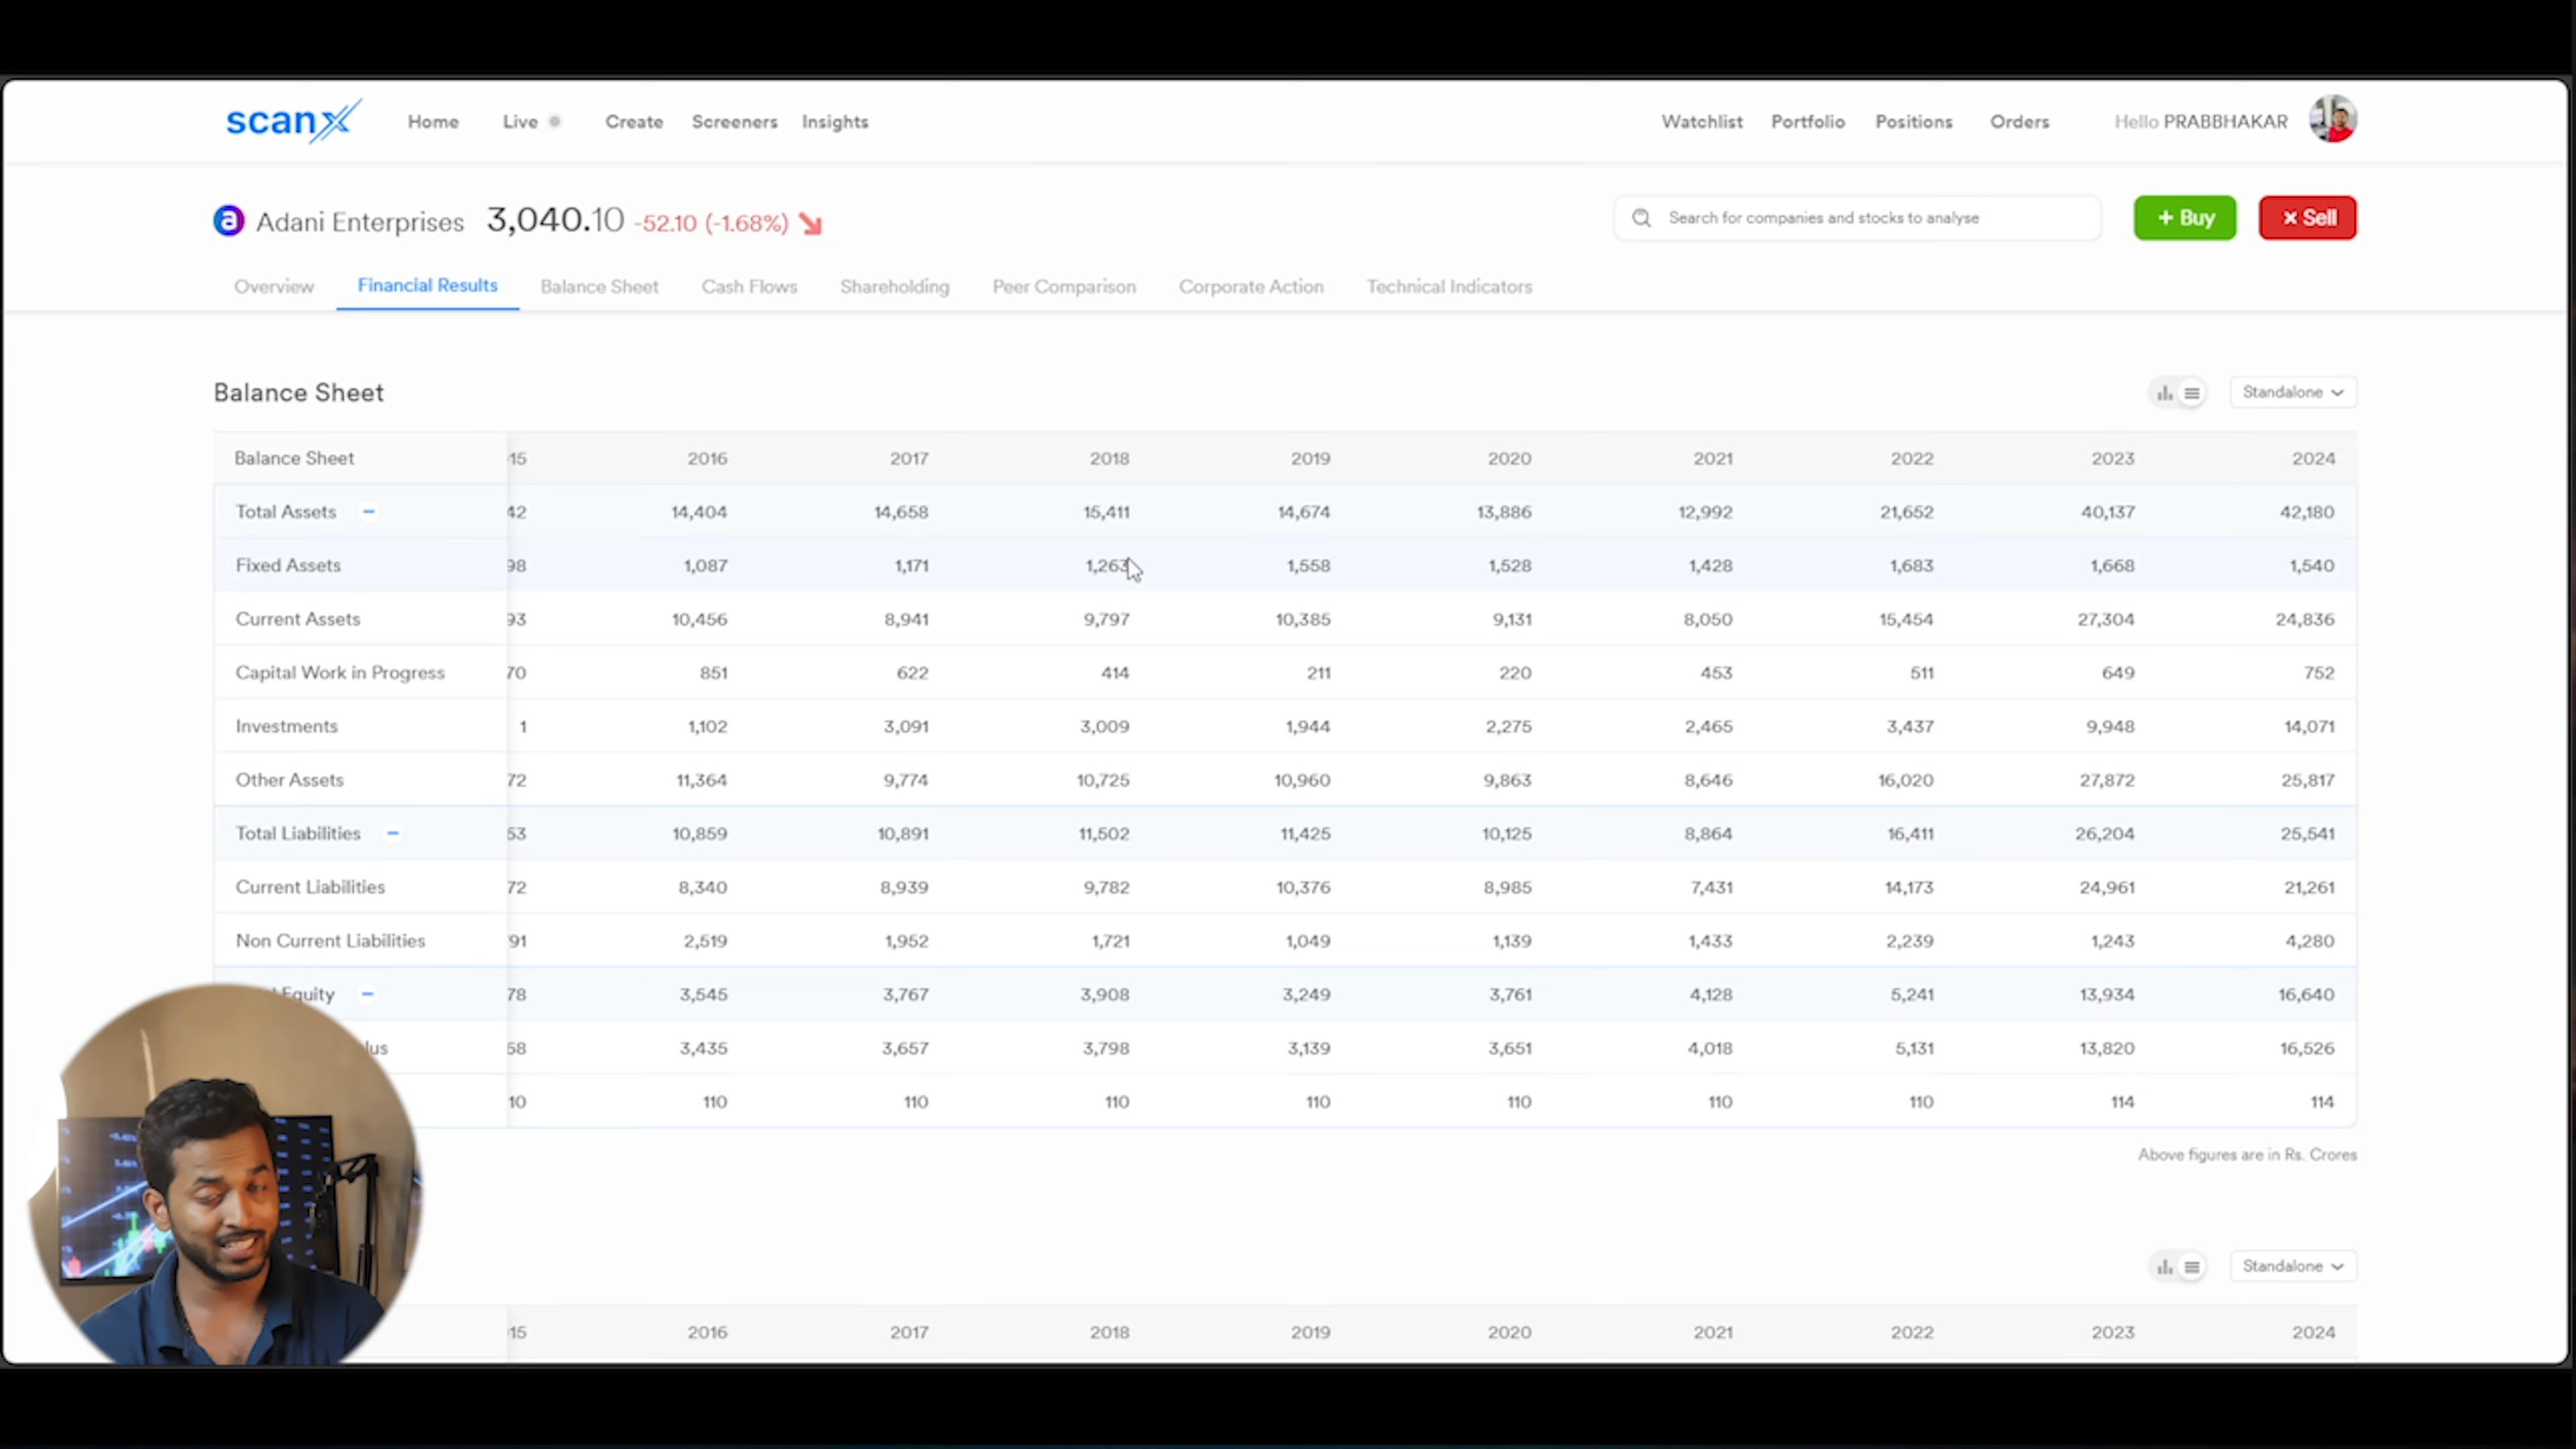 scanx Home Live Create Screeners Insights Watchlist Portfolio Positions Orders Hello PRABBHAKAR
Adani Enterprises 3,040.10 -52.10 (-1.68%) Search for companies and stocks to analyse + Buy × Sell
Overview Financial Results Balance Sheet Cash Flows Shareholding Peer Comparison Corporate Action Technical Indicators
Balance Sheet Standalone
Balance Sheet 15 2016 2017 2018 2019 2020 2021 2022 2023 2024
Total Assets 42 14,404 14,658 15,411 14,674 13,886 12,992 21,652 40,137 42,180
Fixed Assets 98 1,087 1,171 1,263 1,558 1,528 1,428 1,683 1,668 1,540
Current Assets 93 10,456 8,941 9,797 10,385 9,131 8,050 15,454 27,304 24,836
Capital Work in Progress 70 851 622 414 211 220 453 511 649 752
Investments 1 1,102 3,091 3,009 1,944 2,275 2,465 3,437 9,948 14,071
Other Assets 72 11,364 9,774 10,725 10,960 9,863 8,646 16,020 27,872 25,817
Total Liabilities 53 10,859 10,891 11,502 11,425 10,125 8,864 16,411 26,204 25,541
Current Liabilities 72 8,340 8,939 9,782 10,376 8,985 7,431 14,173 24,961 21,261
Non Current Liabilities 91 2,519 1,952 1,721 1,049 1,139 1,433 2,239 1,243 4,280
Equity 78 3,545 3,767 3,908 3,249 3,761 4,128 5,241 13,934 16,640
lus 68 3,435 3,657 3,798 3,139 3,651 4,018 5,131 13,820 16,526
10 110 110 110 110 110 110 110 114 114
Above figures are in Rs. Crores
Standalone
15 2016 2017 2018 2019 2020 2021 2022 2023 2024